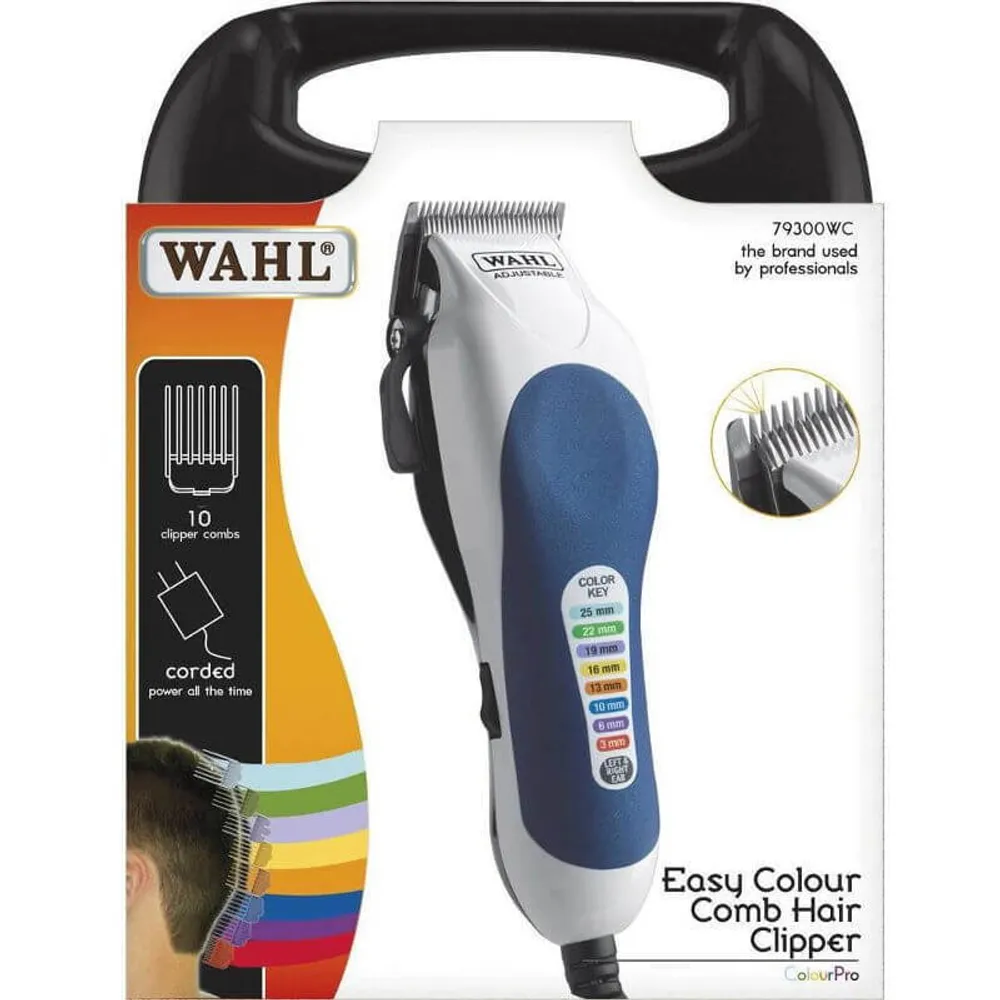 WAHL®
79300WC
the brand used
by professionals
WAHL
ADJUSTABLE
10
clipper combs
corded
power all the time
COLOR
KEY
25 mm
22 mm
19 mm
16 mm
13 mm
10 mm
6 mm
3 mm
LEFT &
RIGHT
EAR
Easy Colour
Comb Hair
Clipper
ColourPro